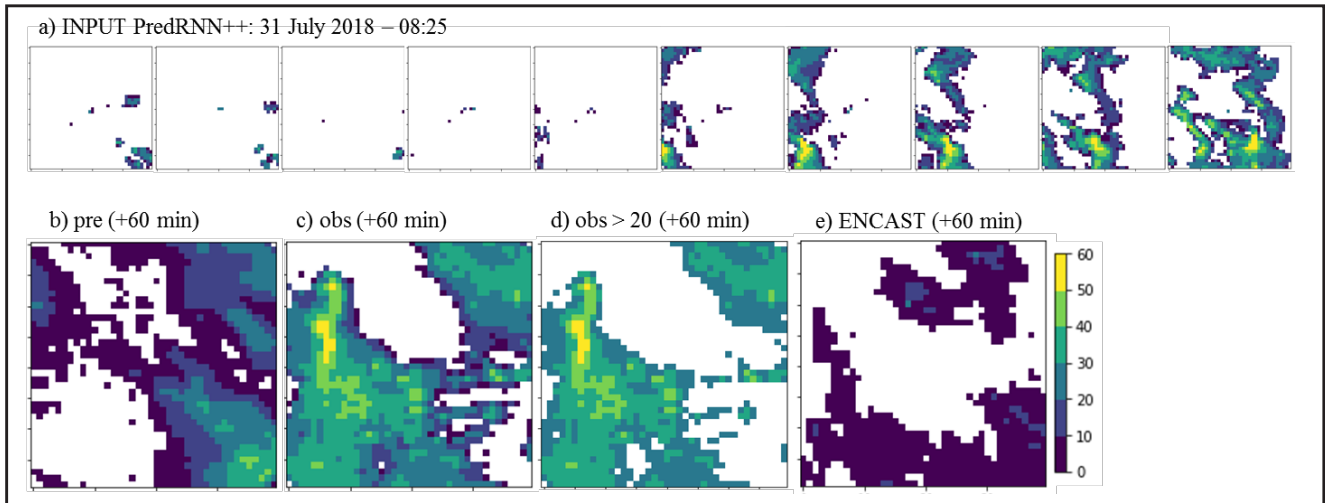 a) INPUT PredRNN++: 31 July 2018 – 08:25
b) pre (+60 min)
c) obs (+60 min)
d) obs > 20 (+60 min)
e) ENCAST (+60 min)
60
50
40
30
20
10
0